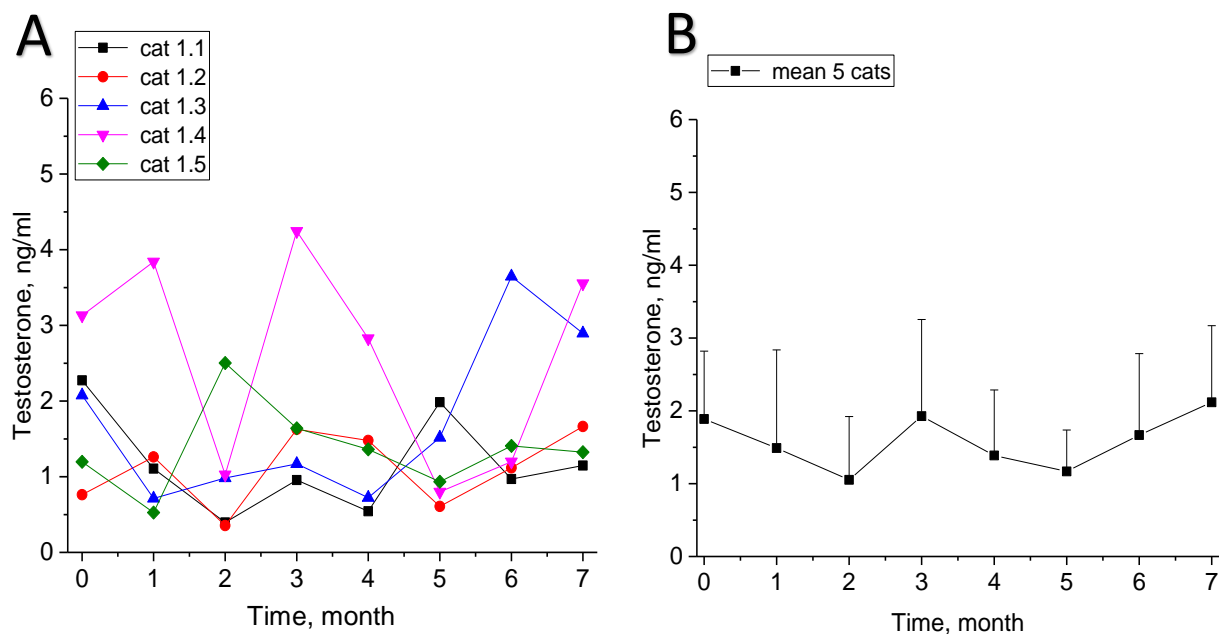 A
cat 1.1
cat 1.2
cat 1.3
cat 1.4
cat 1.5
6
5
4
3
2
1
0
Testosterone, ng/ml
0 1 2 3 4 5 6 7
Time, month
B
mean 5 cats
6
5
4
3
2
1
0
Testosterone, ng/ml
0 1 2 3 4 5 6 7
Time, month